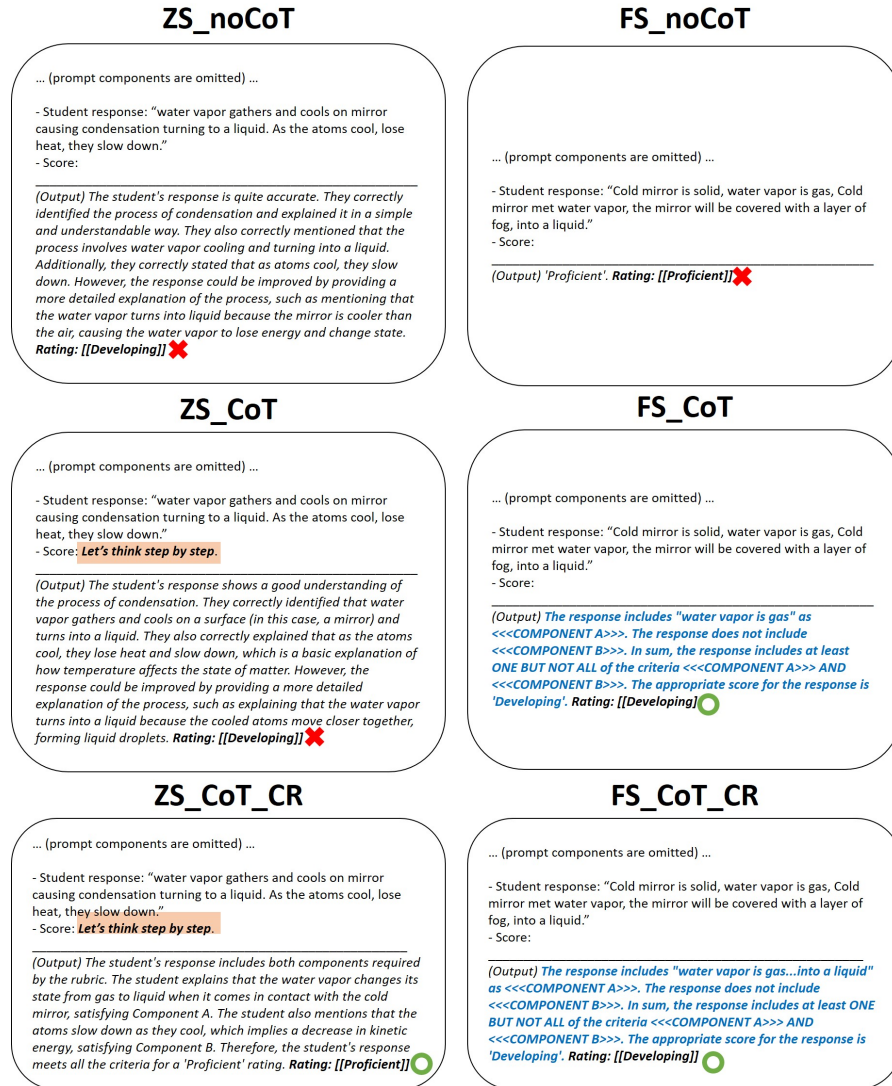 ZS_noCoT
... (prompt components are omitted) ...
- Student response: “water vapor gathers and cools on mirror
causing condensation turning to a liquid. As the atoms cool, lose
heat, they slow down.”
- Score:
(Output) The student's response is quite accurate. They correctly
identified the process of condensation and explained it in a simple
and understandable way. They also correctly mentioned that the
process involves water vapor cooling and turning into a liquid.
Additionally, they correctly stated that as atoms cool, they slow
down. However, the response could be improved by providing a
more detailed explanation of the process, such as mentioning that
the water vapor turns into liquid because the mirror is cooler than
the air, causing the water vapor to lose energy and change state.
Rating: [[Developing]]
FS_noCoT
... (prompt components are omitted) ...
- Student response: “Cold mirror is solid, water vapor is gas, Cold
mirror met water vapor, the mirror will be covered with a layer of
fog, into a liquid.”
- Score:
(Output) 'Proficient'. Rating: [[Proficient]]
ZS_CoT
... (prompt components are omitted) ...
- Student response: “water vapor gathers and cools on mirror
causing condensation turning to a liquid. As the atoms cool, lose
heat, they slow down.”
- Score: Let’s think step by step.
(Output) The student's response shows a good understanding of
the process of condensation. They correctly identified that water
vapor gathers and cools on a surface (in this case, a mirror) and
turns into a liquid. They also correctly explained that as the atoms
cool, they lose heat and slow down, which is a basic explanation of
how temperature affects the state of matter. However, the
response could be improved by providing a more detailed
explanation of the process, such as explaining that the water vapor
turns into a liquid because the cooled atoms move closer together,
forming liquid droplets. Rating: [[Developing]]
FS_CoT
... (prompt components are omitted) ...
- Student response: “Cold mirror is solid, water vapor is gas, Cold
mirror met water vapor, the mirror will be covered with a layer of
fog, into a liquid.”
- Score:
(Output) The response includes "water vapor is gas" as
<<<COMPONENT A>>>. The response does not include
<<<COMPONENT B>>>. In sum, the response includes at least
ONE BUT NOT ALL of the criteria <<<COMPONENT A>>> AND
<<<COMPONENT B>>>. The appropriate score for the response is
'Developing'. Rating: [[Developing]
ZS_CoT_CR
... (prompt components are omitted) ...
- Student response: “water vapor gathers and cools on mirror
causing condensation turning to a liquid. As the atoms cool, lose
heat, they slow down.”
- Score: Let’s think step by step.
(Output) The student's response includes both components required
by the rubric. The student explains that the water vapor changes its
state from gas to liquid when it comes in contact with the cold
mirror, satisfying Component A. The student also mentions that the
atoms slow down as they cool, which implies a decrease in kinetic
energy, satisfying Component B. Therefore, the student's response
meets all the criteria for a 'Proficient' rating. Rating: [[Proficient]]
FS_CoT_CR
... (prompt components are omitted) ...
- Student response: “Cold mirror is solid, water vapor is gas, Cold
mirror met water vapor, the mirror will be covered with a layer of
fog, into a liquid.”
- Score:
(Output) The response includes "water vapor is gas...into a liquid"
as <<<COMPONENT A>>>. The response does not include
<<<COMPONENT B>>>. In sum, the response includes at least ONE
BUT NOT ALL of the criteria <<<COMPONENT A>>> AND
<<<COMPONENT B>>>. The appropriate score for the response is
'Developing'. Rating: [[Developing]]